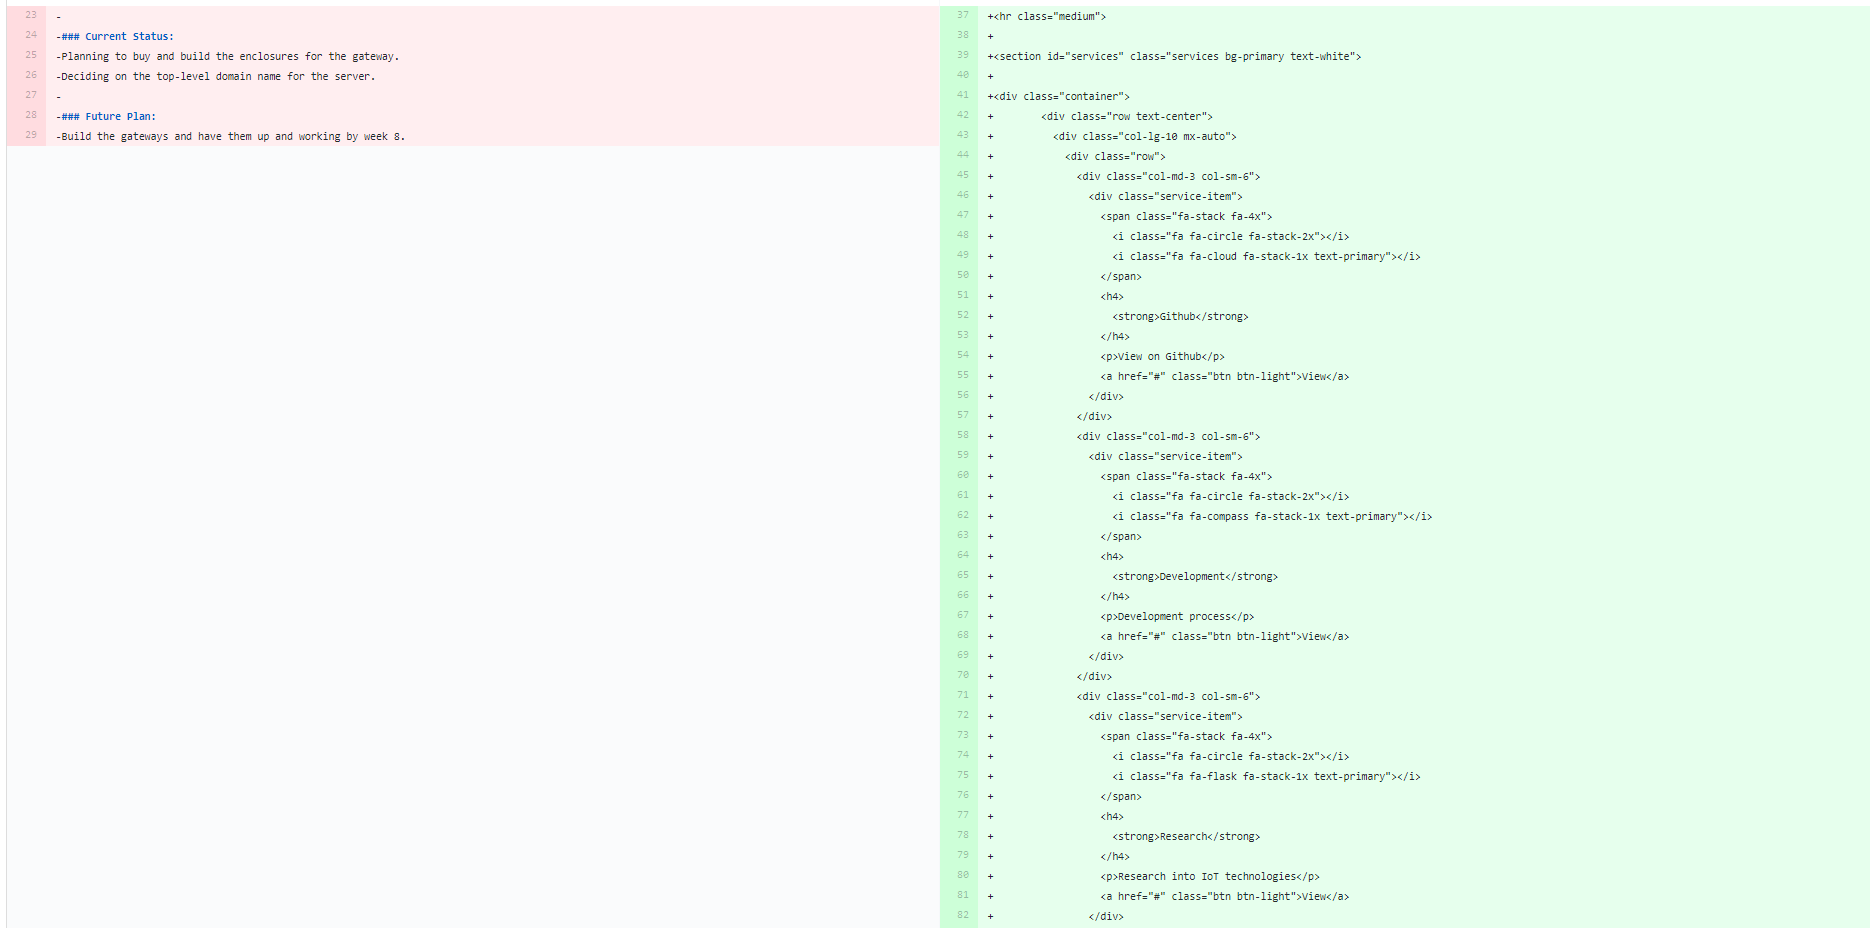 23 -
24 -### Current Status:
25 -Planning to buy and build the enclosures for the gateway.
26 -Deciding on the top-level domain name for the server.
27 -
28 -### Future Plan:
29 -Build the gateways and have them up and working by week 8.
37 +<hr class="medium">
38 +
39 +<section id="services" class="services bg-primary text-white">
40 +
41 +<div class="container">
42 +        <div class="row text-center">
43 +          <div class="col-lg-10 mx-auto">
44 +            <div class="row">
45 +              <div class="col-md-3 col-sm-6">
46 +                <div class="service-item">
47 +                  <span class="fa-stack fa-4x">
48 +                    <i class="fa fa-circle fa-stack-2x"></i>
49 +                    <i class="fa fa-cloud fa-stack-1x text-primary"></i>
50 +                  </span>
51 +                  <h4>
52 +                    <strong>Github</strong>
53 +                  </h4>
54 +                  <p>View on Github</p>
55 +                  <a href="#" class="btn btn-light">View</a>
56 +                </div>
57 +              </div>
58 +              <div class="col-md-3 col-sm-6">
59 +                <div class="service-item">
60 +                  <span class="fa-stack fa-4x">
61 +                    <i class="fa fa-circle fa-stack-2x"></i>
62 +                    <i class="fa fa-compass fa-stack-1x text-primary"></i>
63 +                  </span>
64 +                  <h4>
65 +                    <strong>Development</strong>
66 +                  </h4>
67 +                  <p>Development process</p>
68 +                  <a href="#" class="btn btn-light">View</a>
69 +                </div>
70 +              </div>
71 +              <div class="col-md-3 col-sm-6">
72 +                <div class="service-item">
73 +                  <span class="fa-stack fa-4x">
74 +                    <i class="fa fa-circle fa-stack-2x"></i>
75 +                    <i class="fa fa-flask fa-stack-1x text-primary"></i>
76 +                  </span>
77 +                  <h4>
78 +                    <strong>Research</strong>
79 +                  </h4>
80 +                  <p>Research into IoT technologies</p>
81 +                  <a href="#" class="btn btn-light">View</a>
82 +                </div>